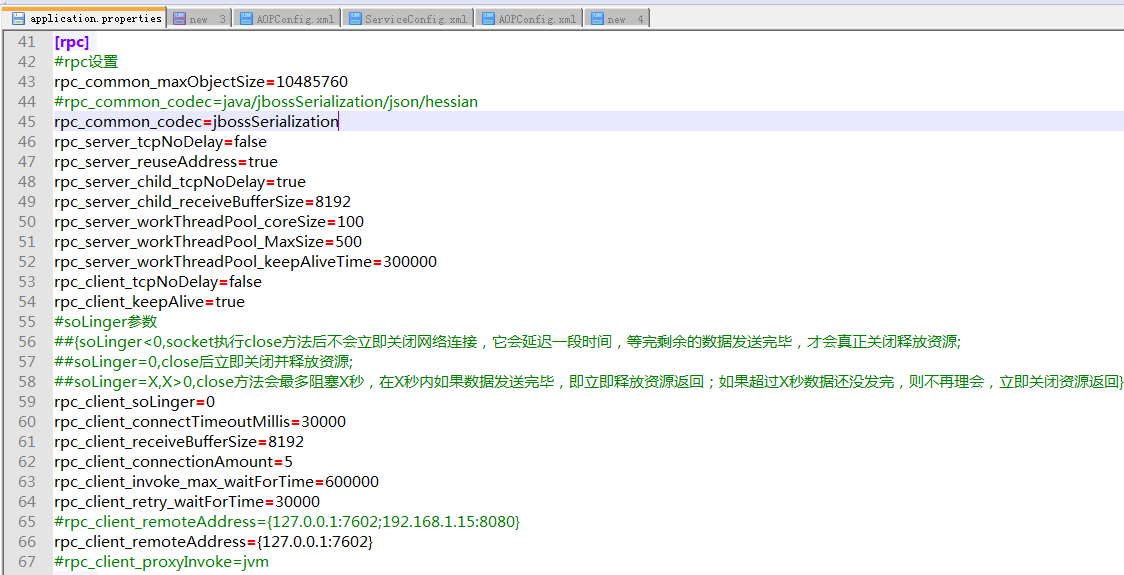 application.properties new 3 AOPConfig.xml ServiceConfig.xml AOPConfig.xml new 4
41 [rpc]
42 #rpc设置
43 rpc_common_maxObjectSize=10485760
44 #rpc_common_codec=java/jbossSerialization/json/hessian
45 rpc_common_codec=jbossSerialization
46 rpc_server_tcpNoDelay=false
47 rpc_server_reuseAddress=true
48 rpc_server_child_tcpNoDelay=true
49 rpc_server_child_receiveBufferSize=8192
50 rpc_server_workThreadPool_coreSize=100
51 rpc_server_workThreadPool_MaxSize=500
52 rpc_server_workThreadPool_keepAliveTime=300000
53 rpc_client_tcpNoDelay=false
54 rpc_client_keepAlive=true
55 #soLinger参数
56 ##{soLinger<0,socket执行close方法后不会立即关闭网络连接，它会延迟一段时间，等完剩余的数据发送完毕，才会真正关闭释放资源;
57 ##soLinger=0,close后立即关闭并释放资源;
58 ##soLinger=X,X>0,close方法会最多阻塞X秒，在X秒内如果数据发送完毕，即立即释放资源返回；如果超过X秒数据还没发完，则不再理会，立即关闭资源返回}
59 rpc_client_soLinger=0
60 rpc_client_connectTimeoutMillis=30000
61 rpc_client_receiveBufferSize=8192
62 rpc_client_connectionAmount=5
63 rpc_client_invoke_max_waitForTime=600000
64 rpc_client_retry_waitForTime=30000
65 #rpc_client_remoteAddress={127.0.0.1:7602;192.168.1.15:8080}
66 rpc_client_remoteAddress={127.0.0.1:7602}
67 #rpc_client_proxyInvoke=jvm